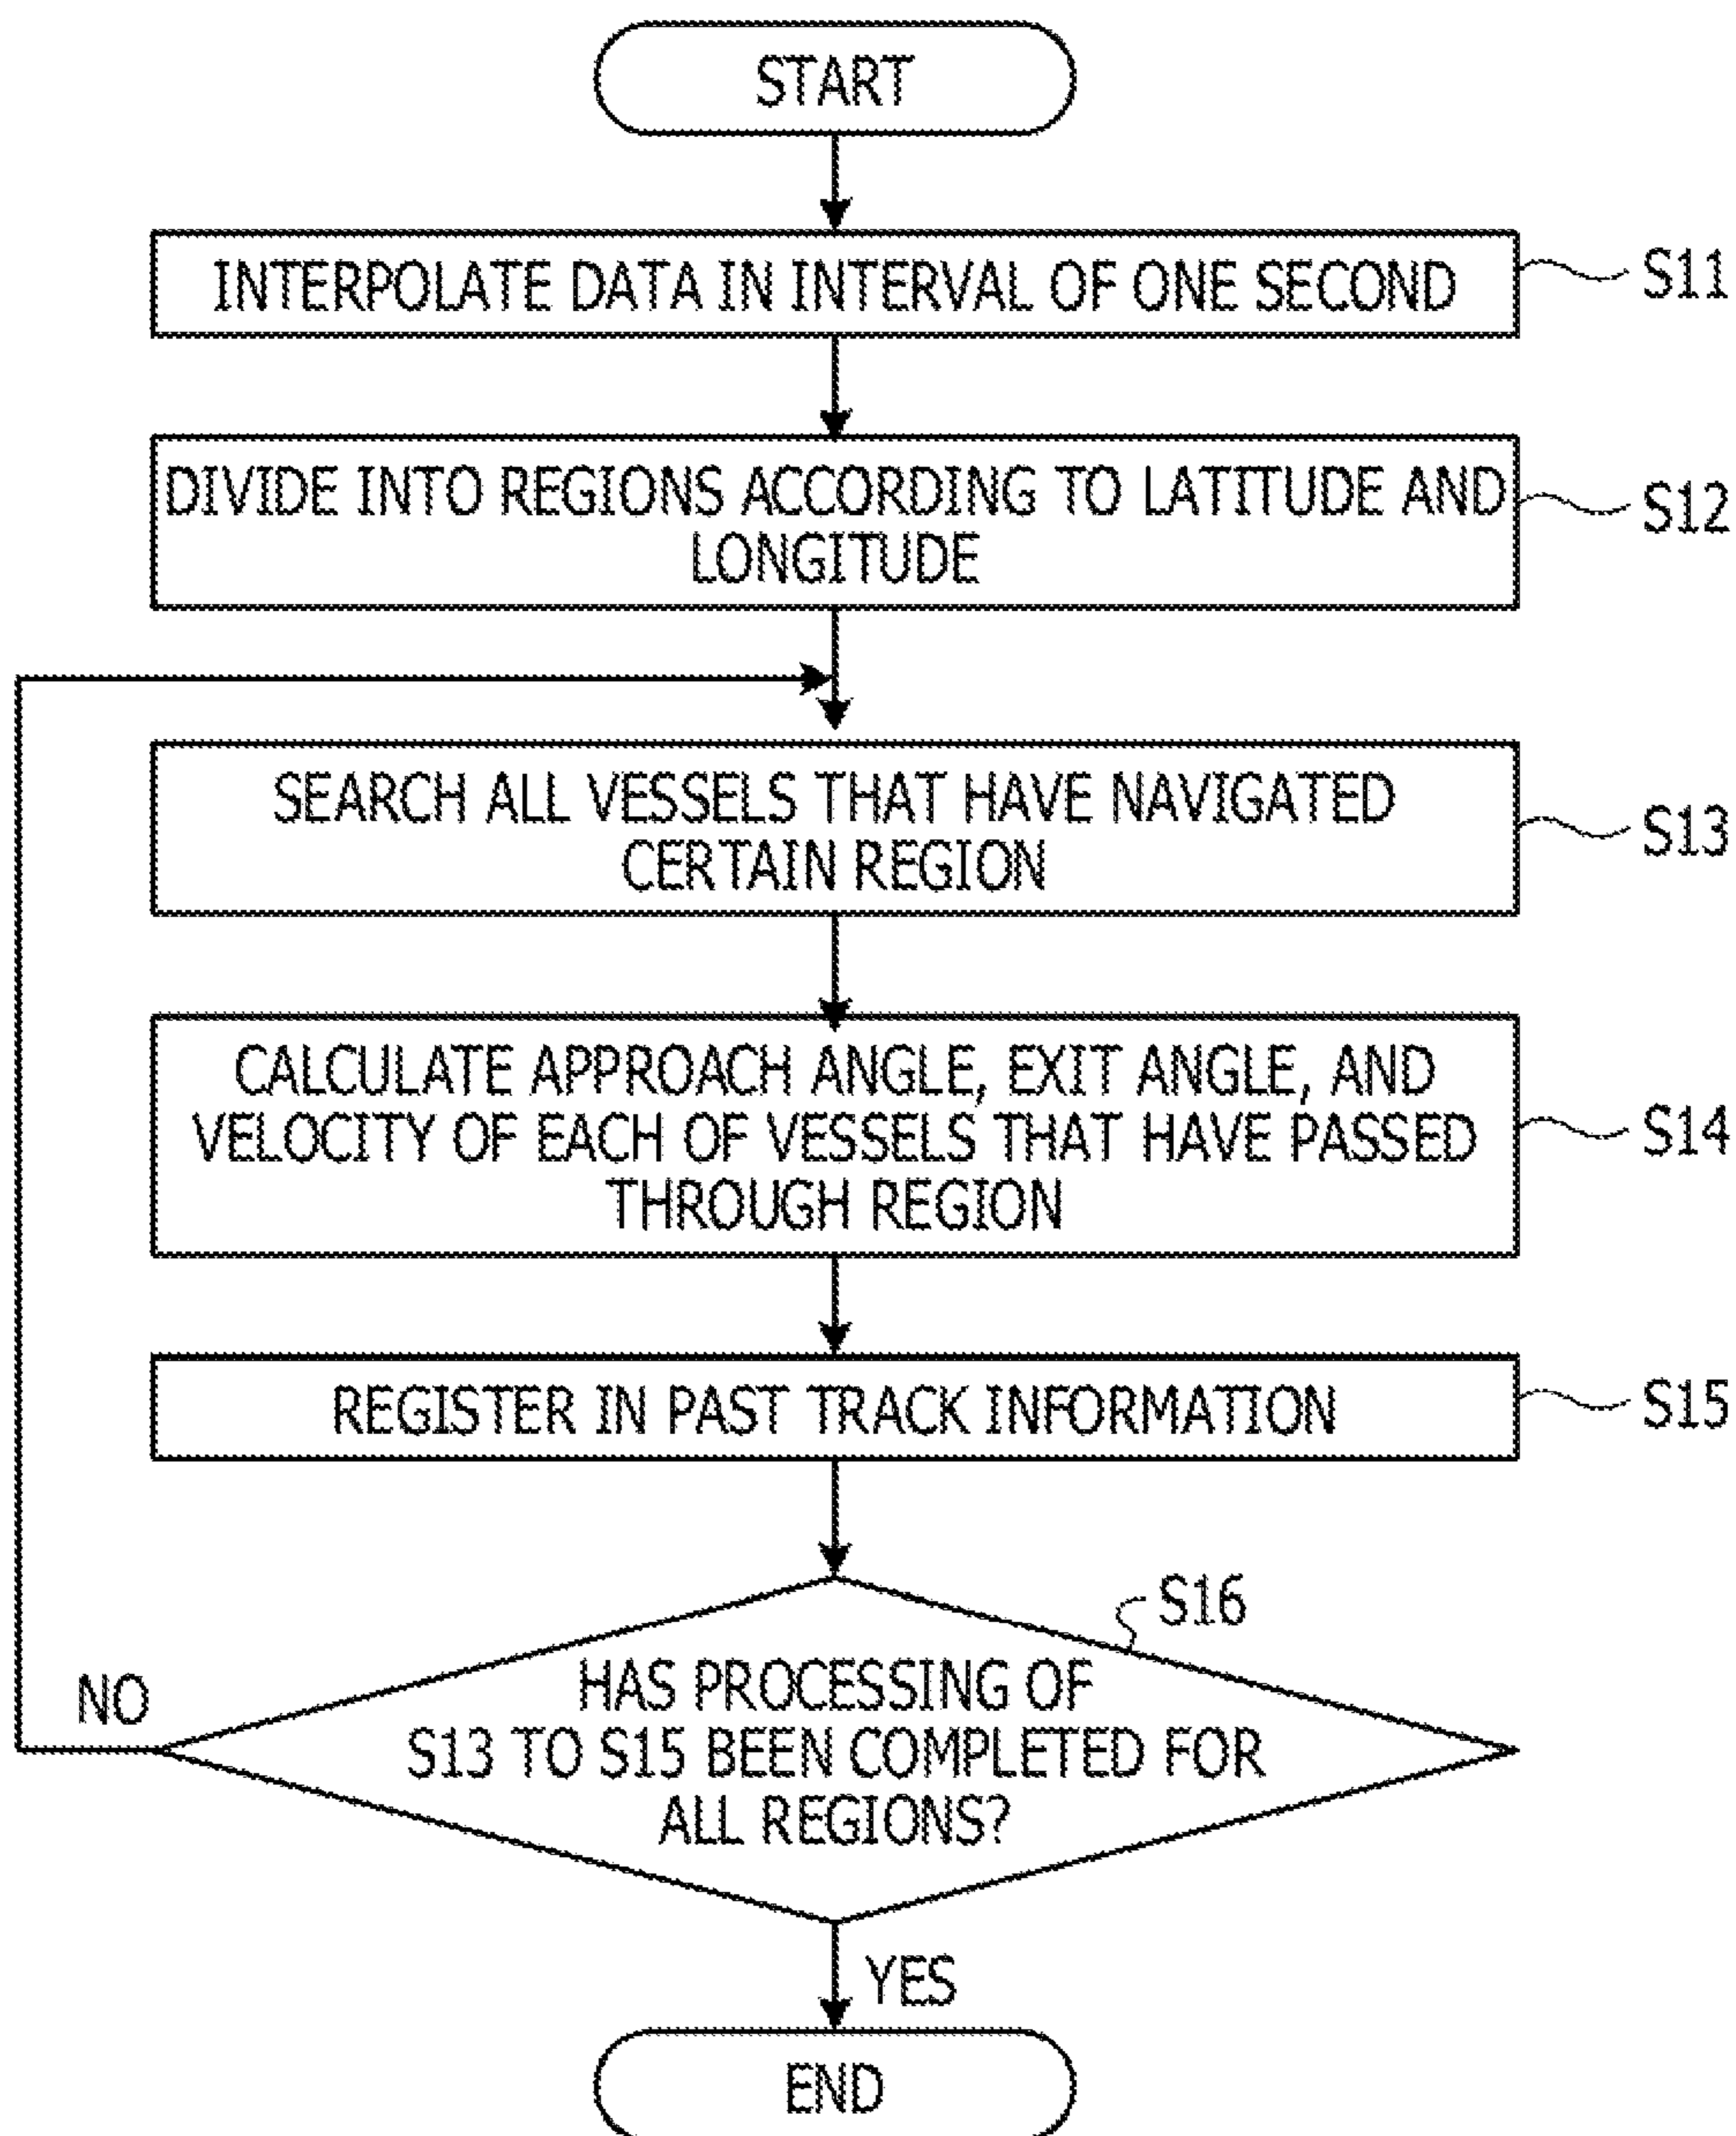 START
INTERPOLATE DATA IN INTERVAL OF ONE SECOND
S11
DIVIDE INTO REGIONS ACCORDING TO LATITUDE AND
LONGITUDE
S12
SEARCH ALL VESSELS THAT HAVE NAVIGATED
CERTAIN REGION
S13
CALCULATE APPROACH ANGLE, EXIT ANGLE, AND
VELOCITY OF EACH OF VESSELS THAT HAVE PASSED
THROUGH REGION
S14
REGISTER IN PAST TRACK INFORMATION
S15
S16
HAS PROCESSING OF
S13 TO S15 BEEN COMPLETED FOR
ALL REGIONS?
NO
YES
END